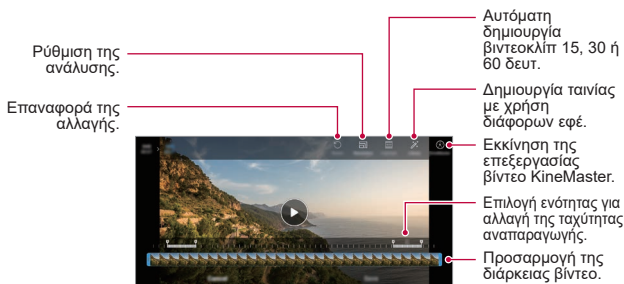 Ρύθμιση της
ανάλυσης.
Επαναφορά της
αλλαγής.
Αυτόματη
δημιουργία
βιντεοκλίπ 15, 30 ή
60 δευτ.
Δημιουργία ταινίας
με χρήση
διάφορων εφέ.
Εκκίνηση της
επεξεργασίας
βίντεο KineMaster.
Επιλογή ενότητας για
αλλαγή της ταχύτητας
αναπαραγωγής.
Προσαρμογή της
διάρκειας βίντεο.